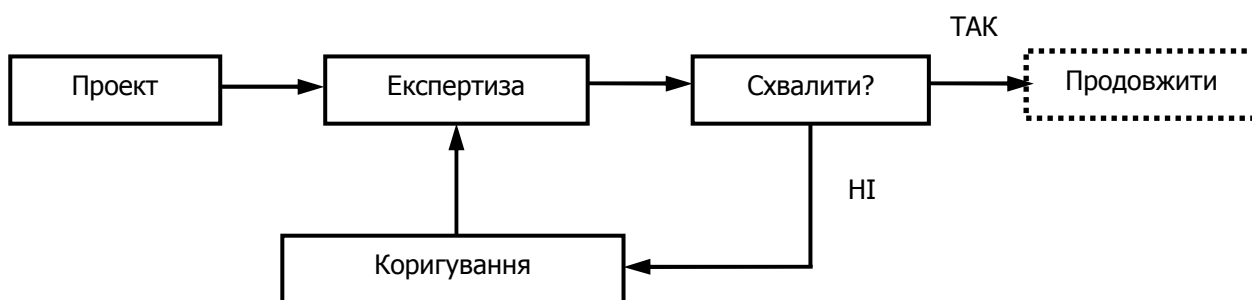 ТАК
Проект
Експертиза
Схвалити?
Продовжити
НІ
Коригування